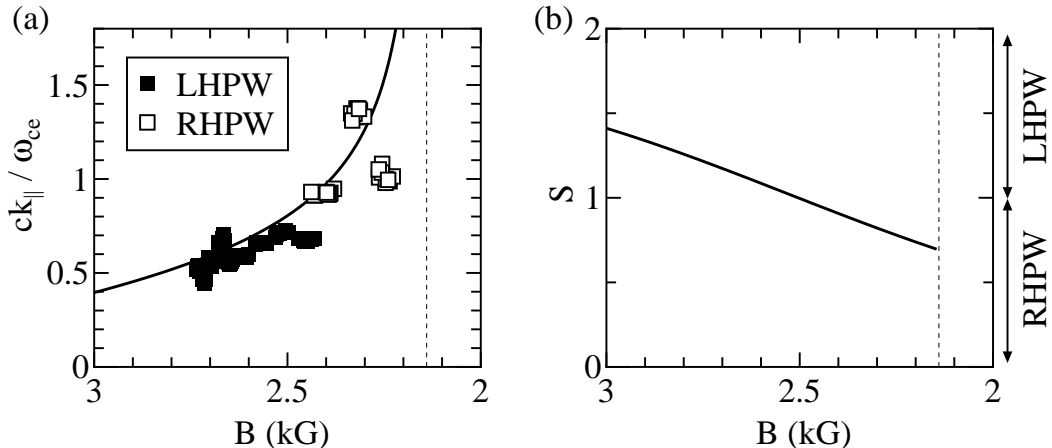 (a)
ck|| / ωce
1.5
1
0.5
0
LHPW
RHPW
3
2.5
2
B (kG)
(b)
S
2
1
0
3
2.5
2
B (kG)
LHPW
RHPW